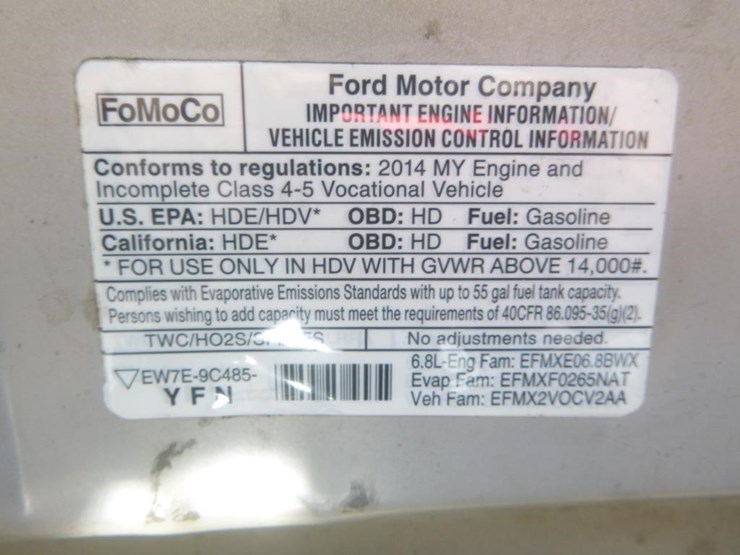 FoMoCo
Ford Motor Company
IMPORTANT ENGINE INFORMATION/
VEHICLE EMISSION CONTROL INFORMATION
Conforms to regulations: 2014 MY Engine and
Incomplete Class 4-5 Vocational Vehicle
U.S. EPA: HDE/HDV* OBD: HD Fuel: Gasoline
California: HDE* OBD: HD Fuel: Gasoline
* FOR USE ONLY IN HDV WITH GVWR ABOVE 14,000#.
Complies with Evaporative Emissions Standards with up to 55 gal fuel tank capacity.
Persons wishing to add capacity must meet the requirements of 40CFR 86.095-35(g)(2).
No adjustments needed.
6.8L-Eng Fam: EFMXE06.8BWX
Evap Fam: EFMXF0265NAT
Veh Fam: EFMX2VOCV2AA
EW7E-9C485-
YFN